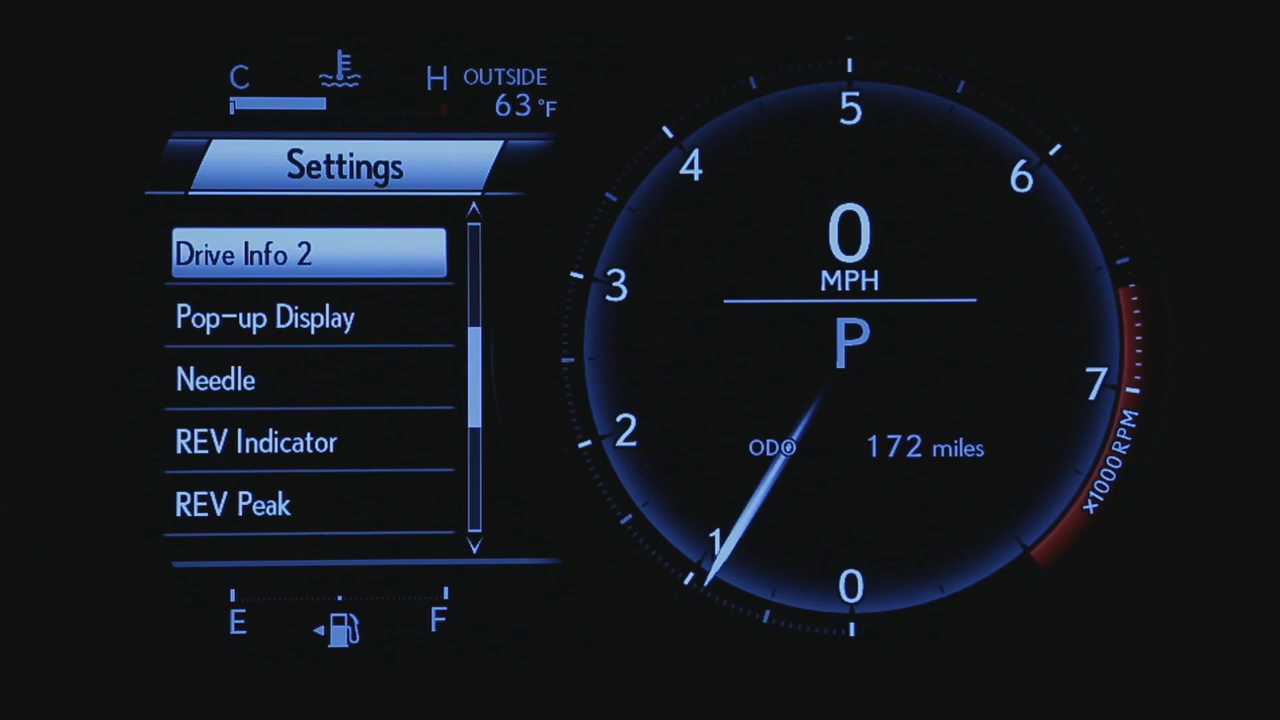 C H OUTSIDE
63 °F
Settings
Drive Info 2
Pop-up Display
Needle
REV Indicator
REV Peak
E F
5
4 6
0
MPH
3
P
7
2
ODO 172 miles
x1000RPM
1
0